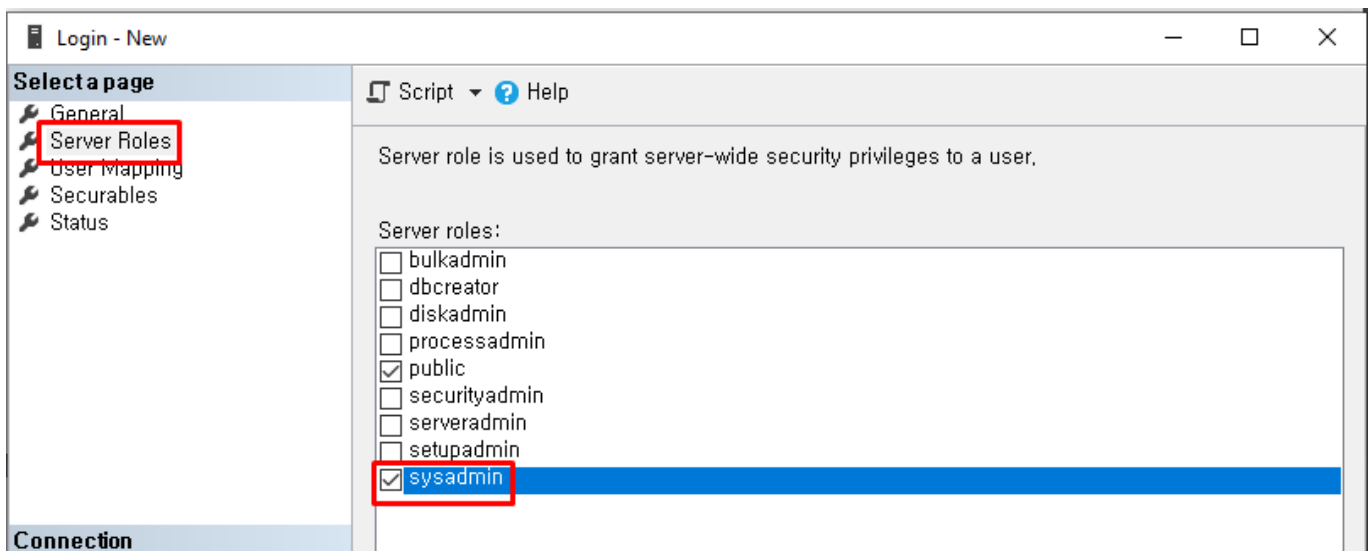 Login - New
Select a page
General
Server Roles
User Mapping
Securables
Status
Connection
Script
Help
Server role is used to grant server-wide security privileges to a user.
Server roles:
bulkadmin
dbcreator
diskadmin
processadmin
public
securityadmin
serveradmin
setupadmin
sysadmin